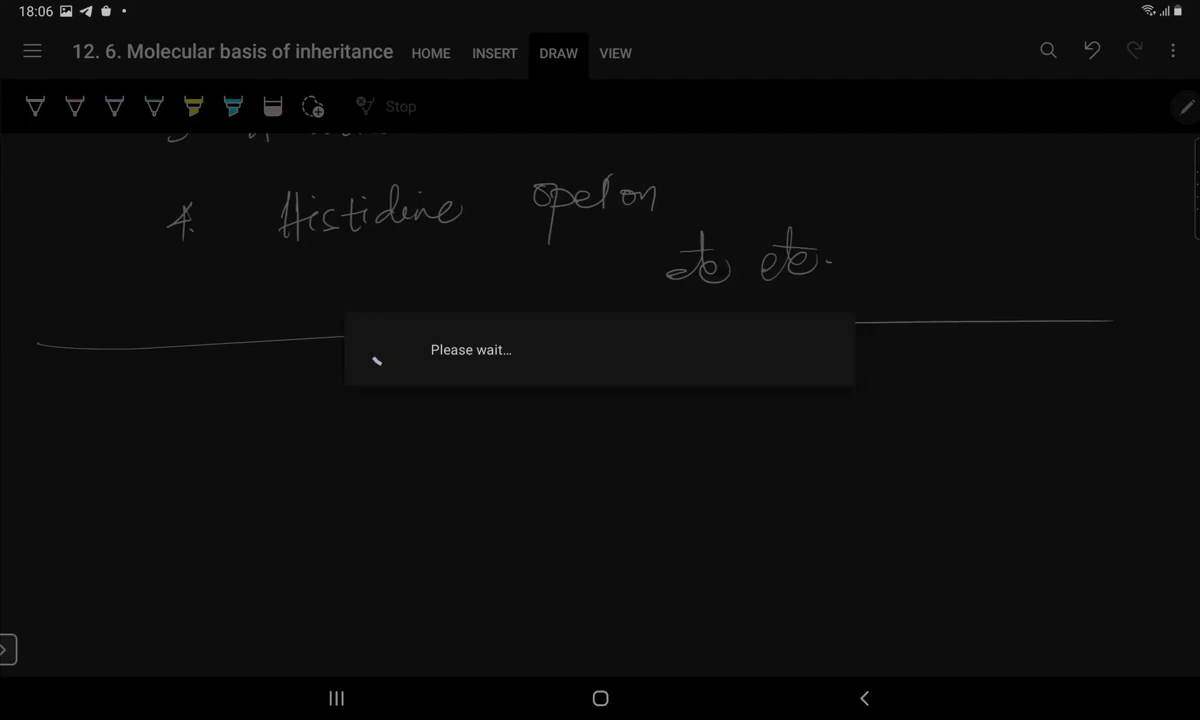 18:06
12. 6. Molecular basis of inheritance HOME INSERT DRAW VIEW
Stop
4. Histidine operon
etc etc.
Please wait...